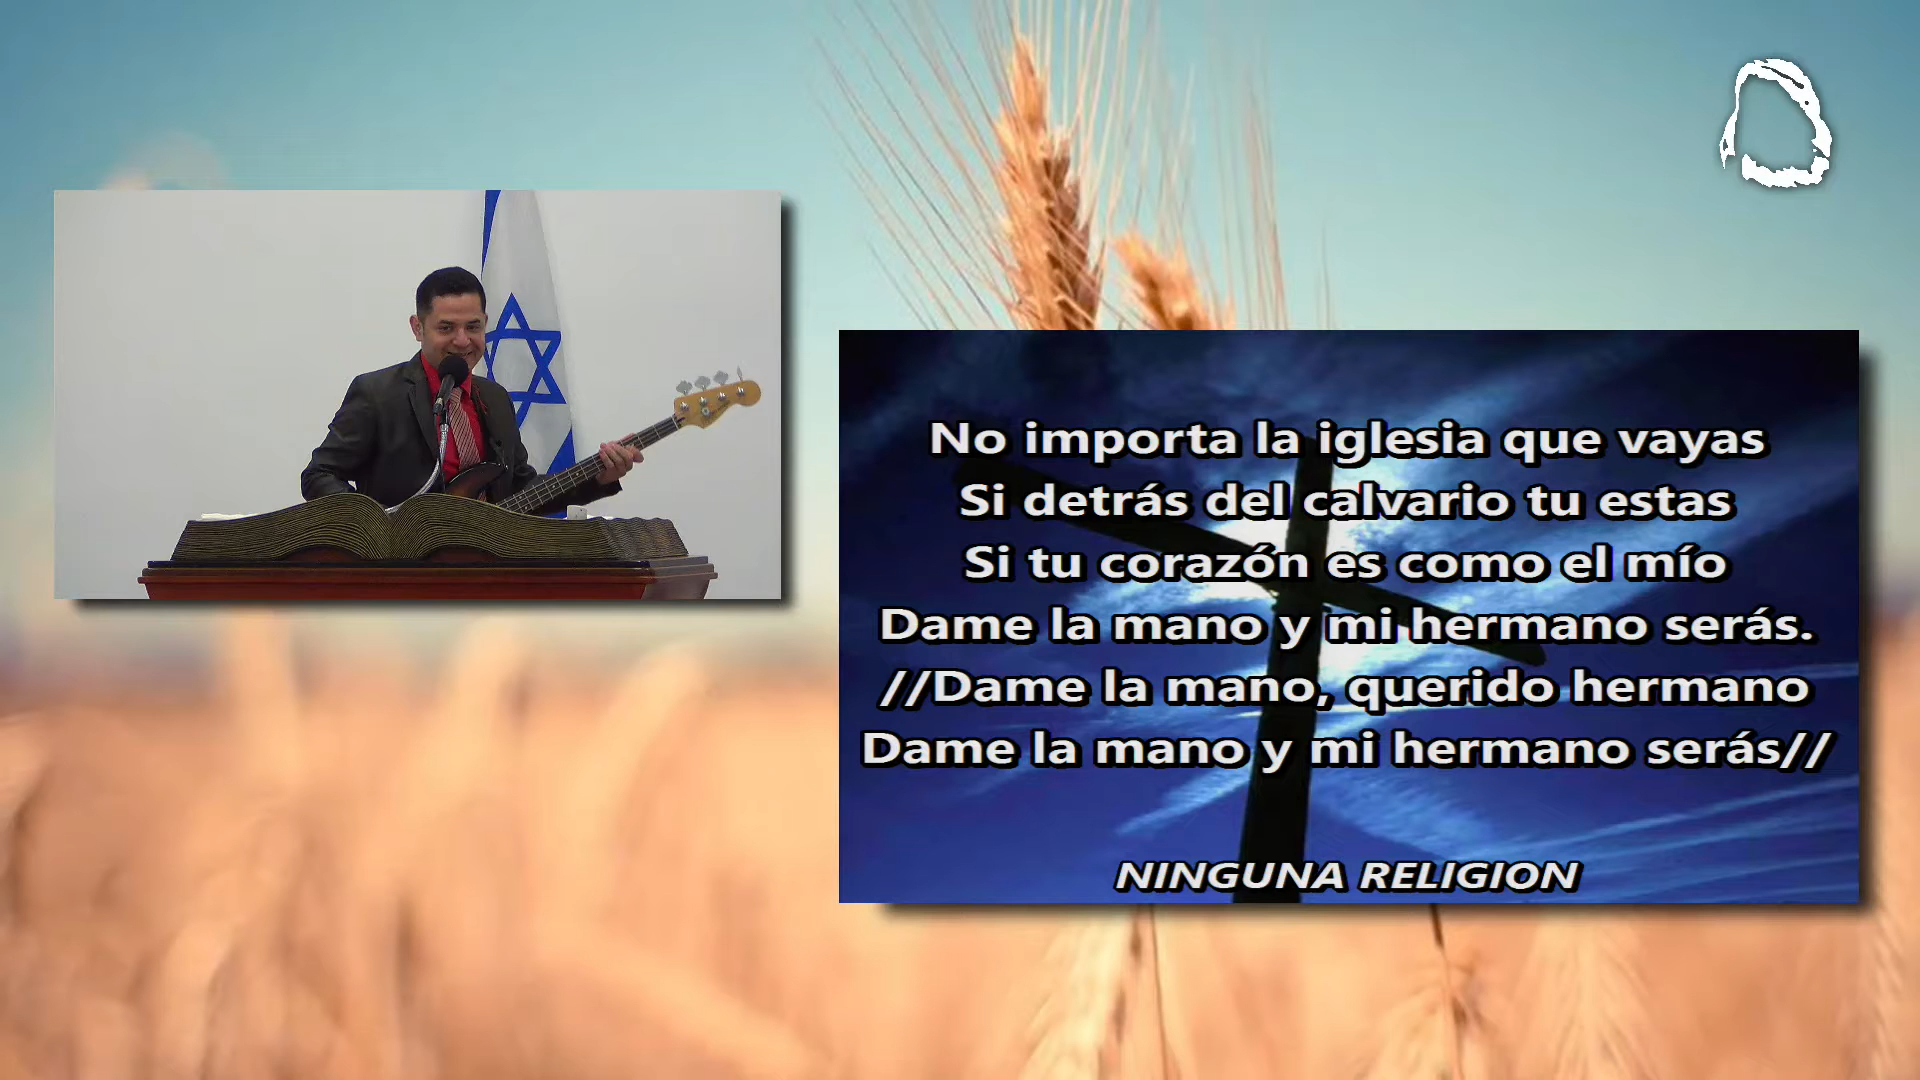 No importa la iglesia que vayas
Si detrás del calvario tu estas
Si tu corazón es como el mío
Dame la mano y mi hermano serás.
//Dame la mano, querido hermano
Dame la mano y mi hermano serás//
NINGUNA RELIGION